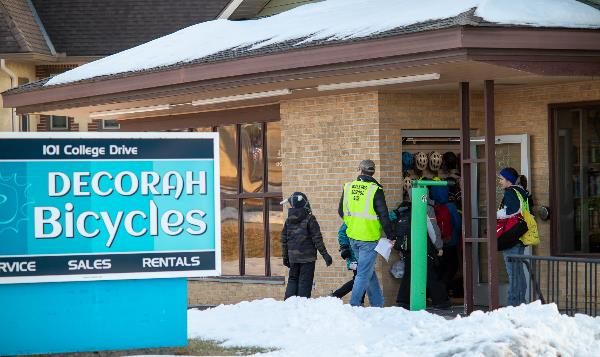 101 College Drive
DECORAH
Bicycles
RVICE SALES RENTALS